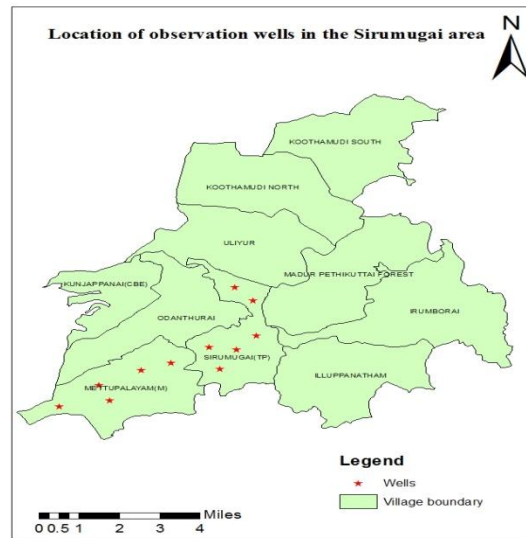 Location of observation wells in the Sirumugai area
N
KOOTHAMUDI SOUTH
KOOTHAMUDI NORTH
ULIYUR
MADUR PETHIKUTTAI FOREST
KUNJAPPANAI(CBE)
IRUMBORAI
ODANTHURAI
SIRUMUGAI(TP)
ILLUPPANATHAM
METTUPALAYAM(M)
Legend
Wells
Village boundary
Miles
0 0.5 1 2 3 4